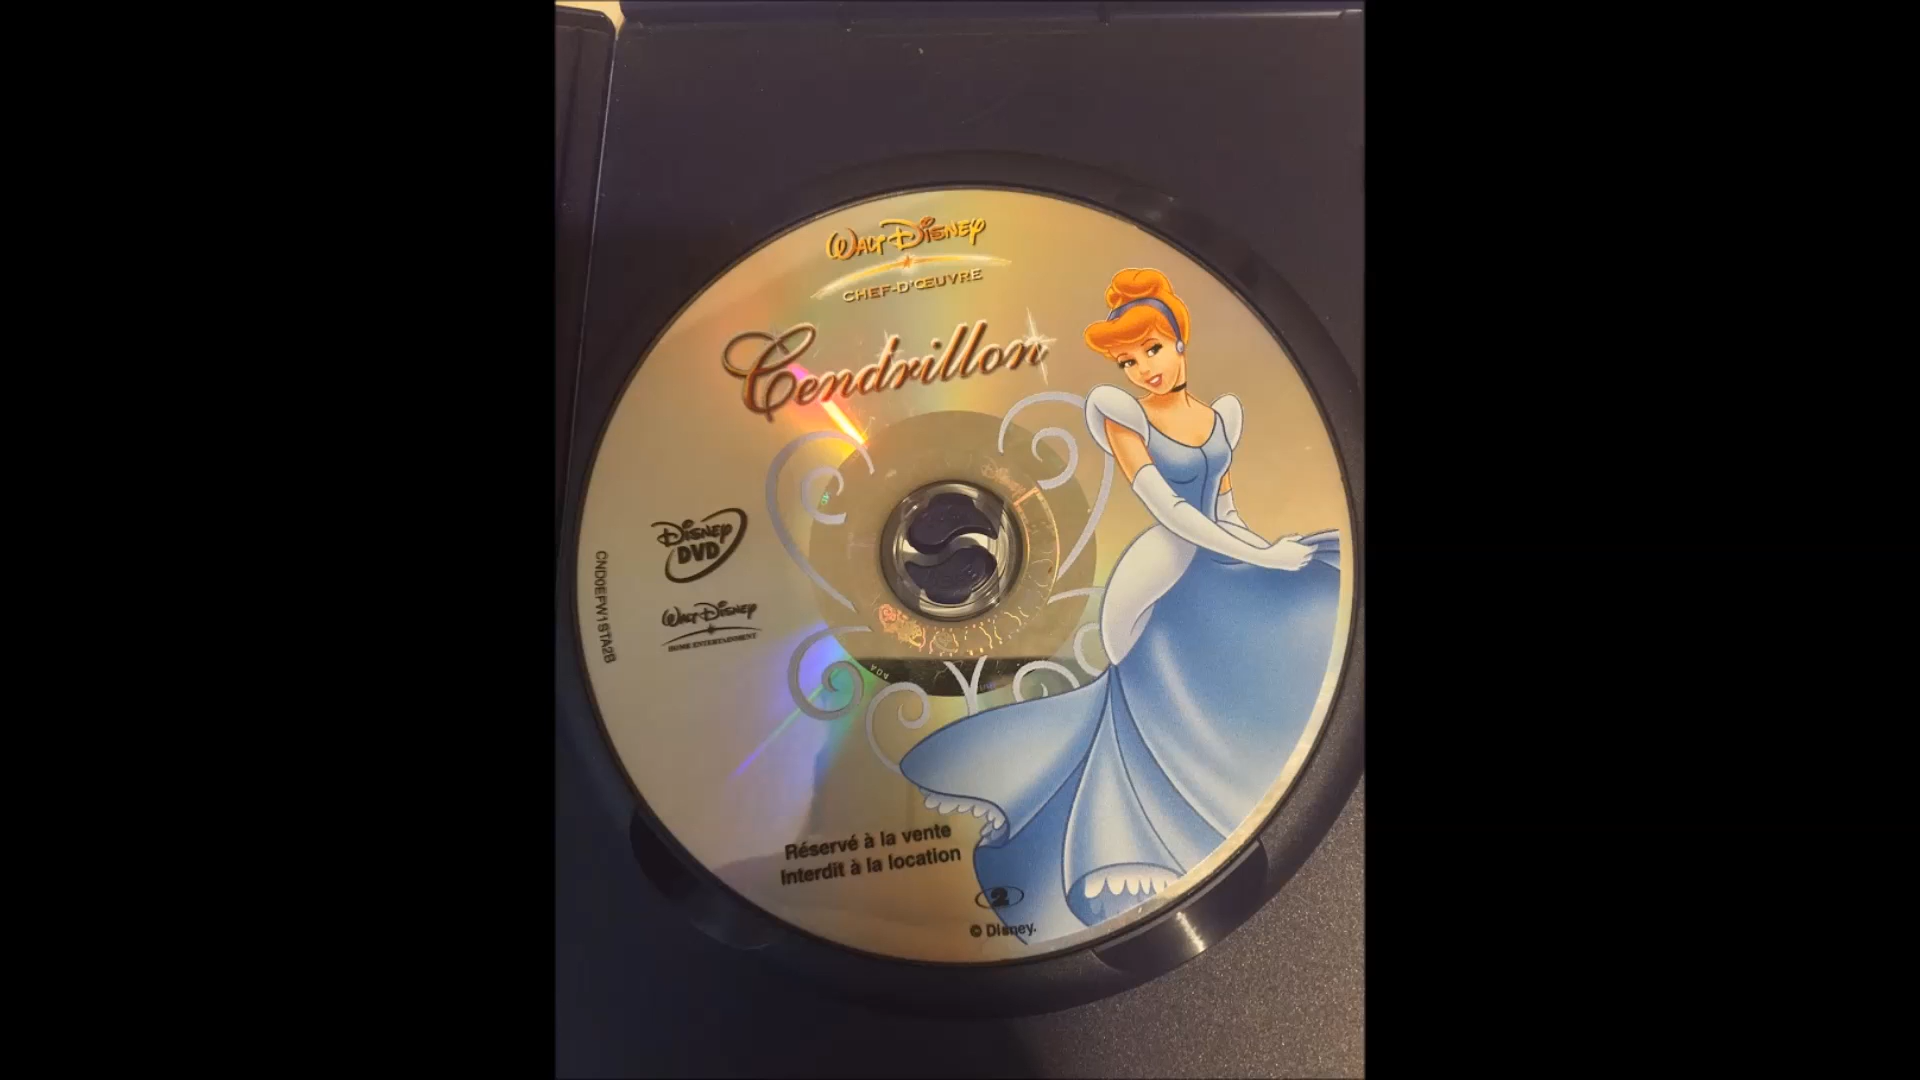 WALT DISNEY
CHEF-D'ŒUVRE
Cendrillon
DISNEY
DVD
WALT DISNEY
HOME ENTERTAINMENT
CND0EFW1STA2B
Réservé à la vente
Interdit à la location
2
© Disney.